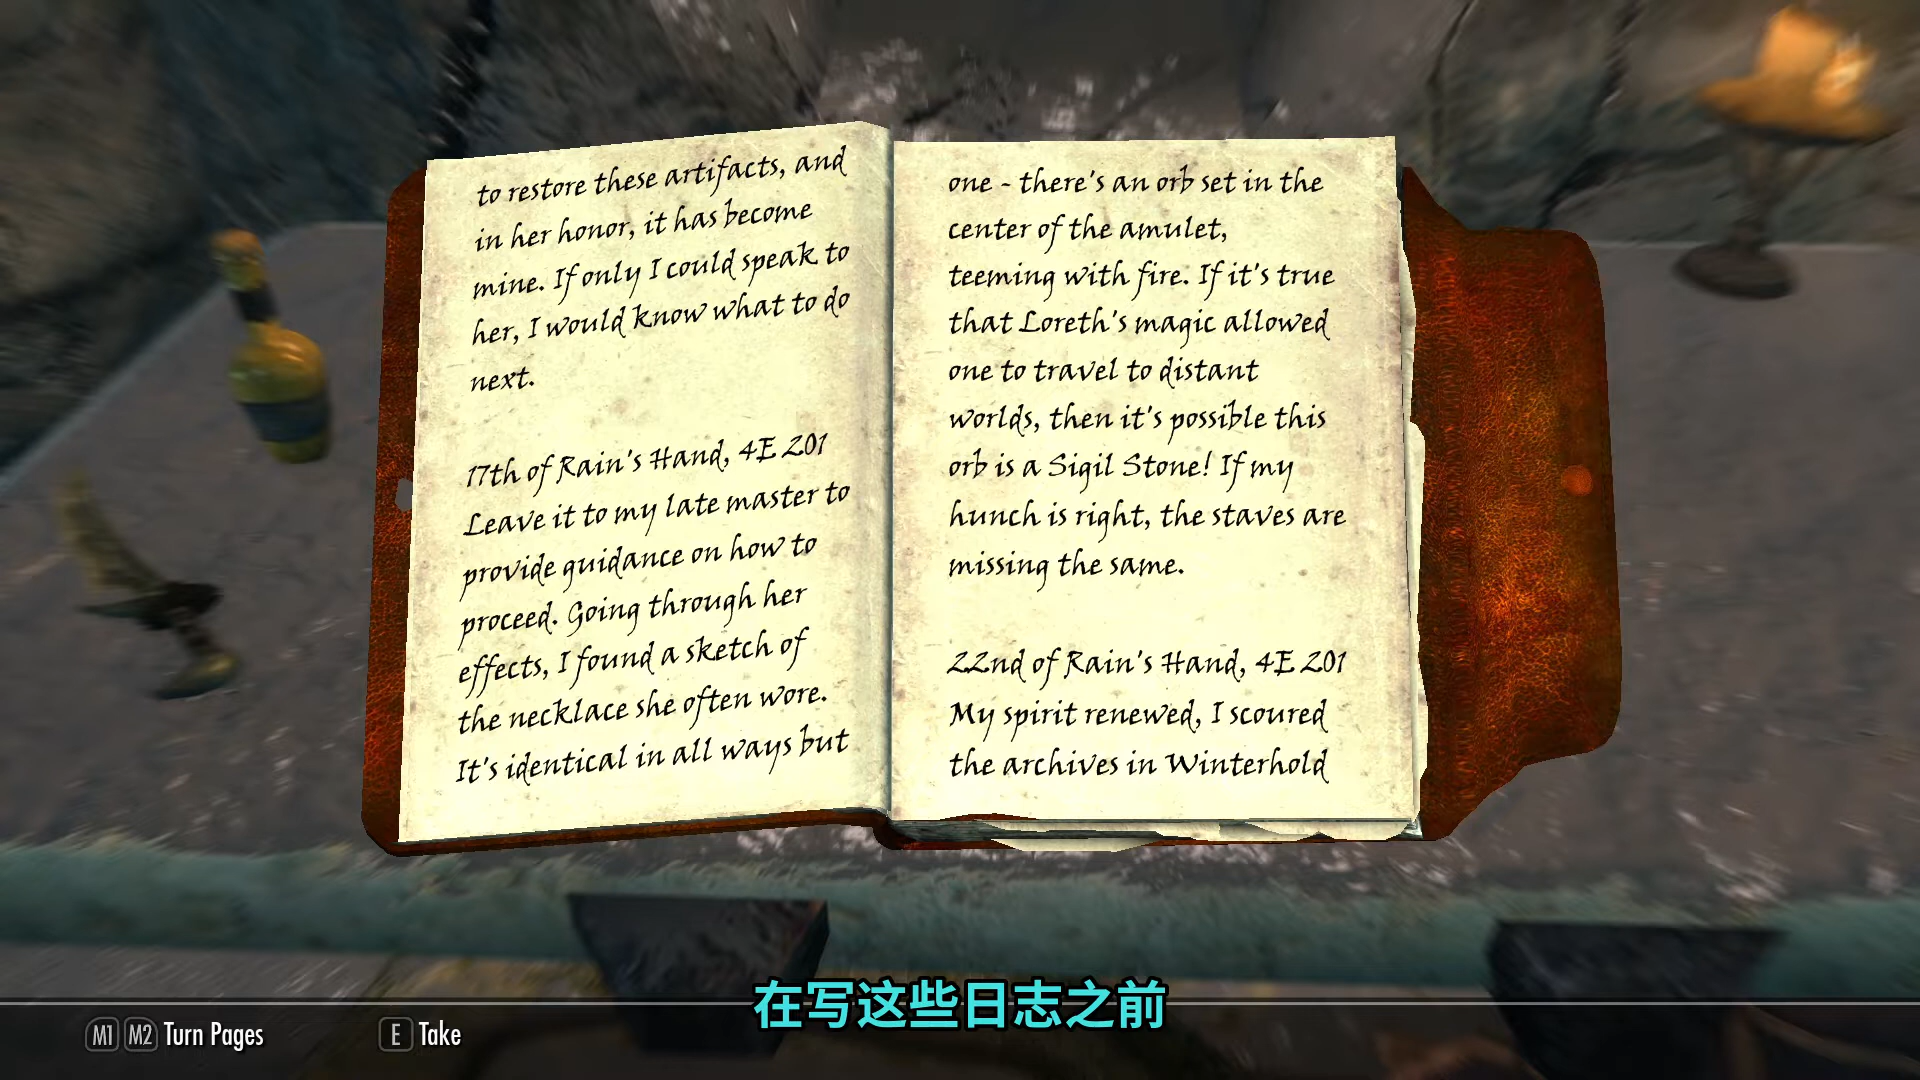 to restore these artifacts, and
in her honor, it has become
mine. If only I could speak to
her, I would know what to do
next.
17th of Rain's Hand, 4E 201
Leave it to my late master to
provide guidance on how to
proceed. Going through her
effects, I found a sketch of
the necklace she often wore.
It's identical in all ways but
one - there's an orb set in the
center of the amulet,
teeming with fire. If it's true
that Loreth's magic allowed
one to travel to distant
worlds, then it's possible this
orb is a Sigil Stone! If my
hunch is right, the staves are
missing the same.
22nd of Rain's Hand, 4E 201
My spirit renewed, I scoured
the archives in Winterhold
在写这些日志之前
M1 M2 Turn Pages
E Take